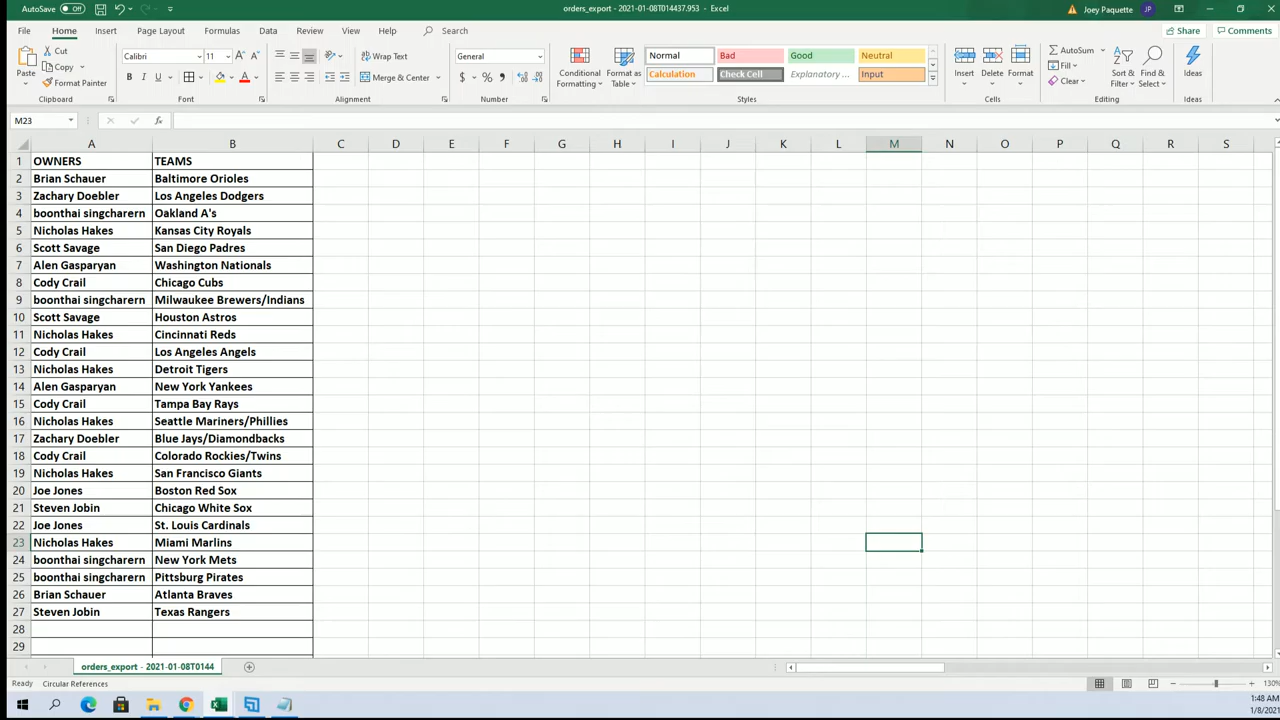 AutoSave Off orders_export - 2021-01-08T014437.953 – Excel Joey Paquette JP
File Home Insert Page Layout Formulas Data Review View Help Search Share Comments
Paste Cut Copy Format Painter Clipboard
Calibri 11 B I U A Font
Wrap Text Merge & Center Alignment
General $ % Number
Conditional Formatting Format as Table
Normal Bad Good Neutral
Calculation Check Cell Explanatory ... Input
Styles
Insert Delete Format Cells
AutoSum Fill Clear Sort & Filter Find & Select Editing
Ideas Ideas
M23 fx
A B C D E F G H I J K L M N O P Q R S
1 OWNERS TEAMS
2 Brian Schauer Baltimore Orioles
3 Zachary Doebler Los Angeles Dodgers
4 boonthai singcharern Oakland A's
5 Nicholas Hakes Kansas City Royals
6 Scott Savage San Diego Padres
7 Alen Gasparyan Washington Nationals
8 Cody Crail Chicago Cubs
9 boonthai singcharern Milwaukee Brewers/Indians
10 Scott Savage Houston Astros
11 Nicholas Hakes Cincinnati Reds
12 Cody Crail Los Angeles Angels
13 Nicholas Hakes Detroit Tigers
14 Alen Gasparyan New York Yankees
15 Cody Crail Tampa Bay Rays
16 Nicholas Hakes Seattle Mariners/Phillies
17 Zachary Doebler Blue Jays/Diamondbacks
18 Cody Crail Colorado Rockies/Twins
19 Nicholas Hakes San Francisco Giants
20 Joe Jones Boston Red Sox
21 Steven Jobin Chicago White Sox
22 Joe Jones St. Louis Cardinals
23 Nicholas Hakes Miami Marlins
24 boonthai singcharern New York Mets
25 boonthai singcharern Pittsburg Pirates
26 Brian Schauer Atlanta Braves
27 Steven Jobin Texas Rangers
28
29
orders_export - 2021-01-08T0144
Ready Circular References 130%
1:48 AM
1/8/2021